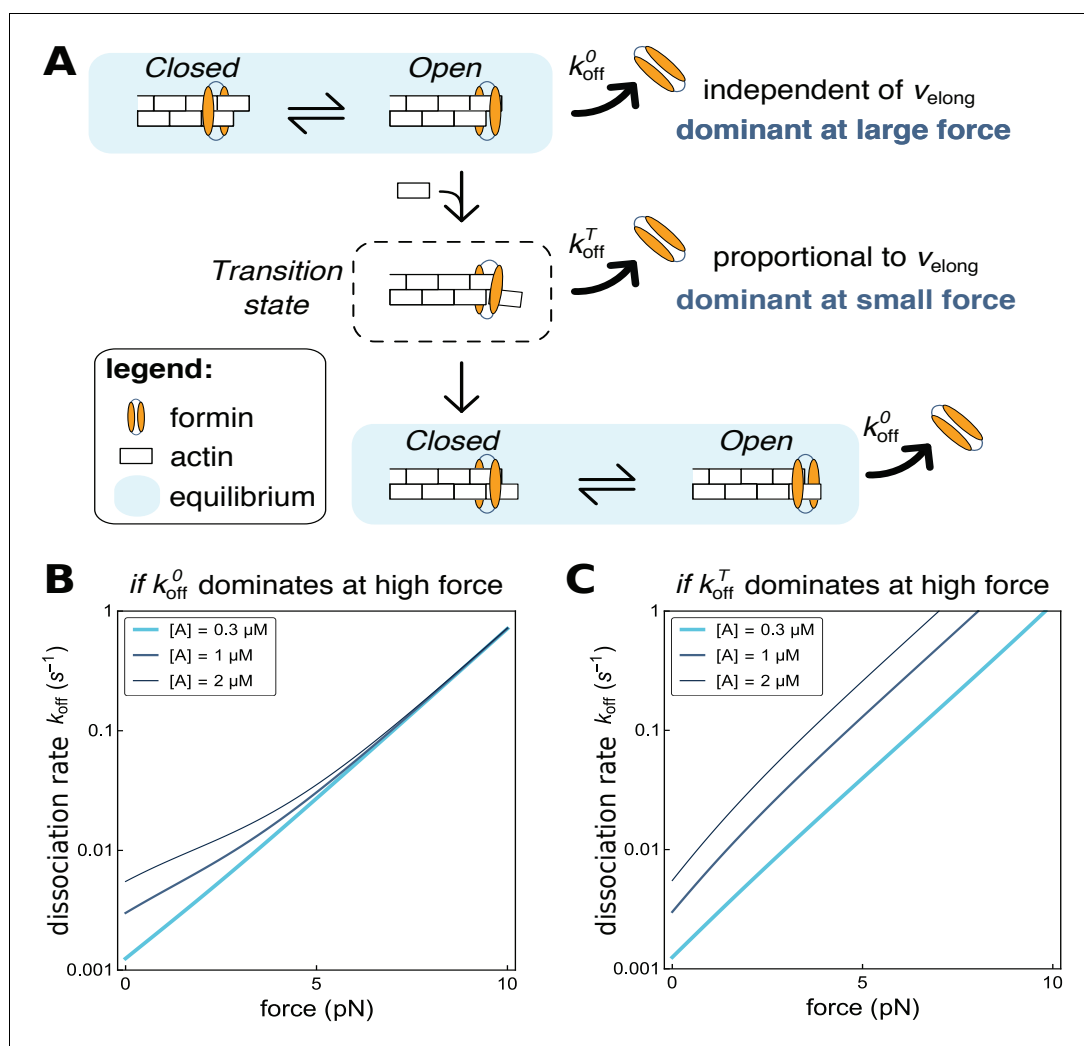 A
Closed
Open
k⁰off
independent of velong
dominant at large force
Transition
state
kᵀoff
proportional to velong
dominant at small force
legend:
formin
actin
equilibrium
Closed
Open
k⁰off
B
if k⁰off dominates at high force
[A] = 0.3 µM
[A] = 1 µM
[A] = 2 µM
1
0.1
0.01
0.001
dissociation rate koff (s⁻¹)
0
5
10
force (pN)
C
if kᵀoff dominates at high force
[A] = 0.3 µM
[A] = 1 µM
[A] = 2 µM
1
0.1
0.01
0.001
dissociation rate koff (s⁻¹)
0
5
10
force (pN)